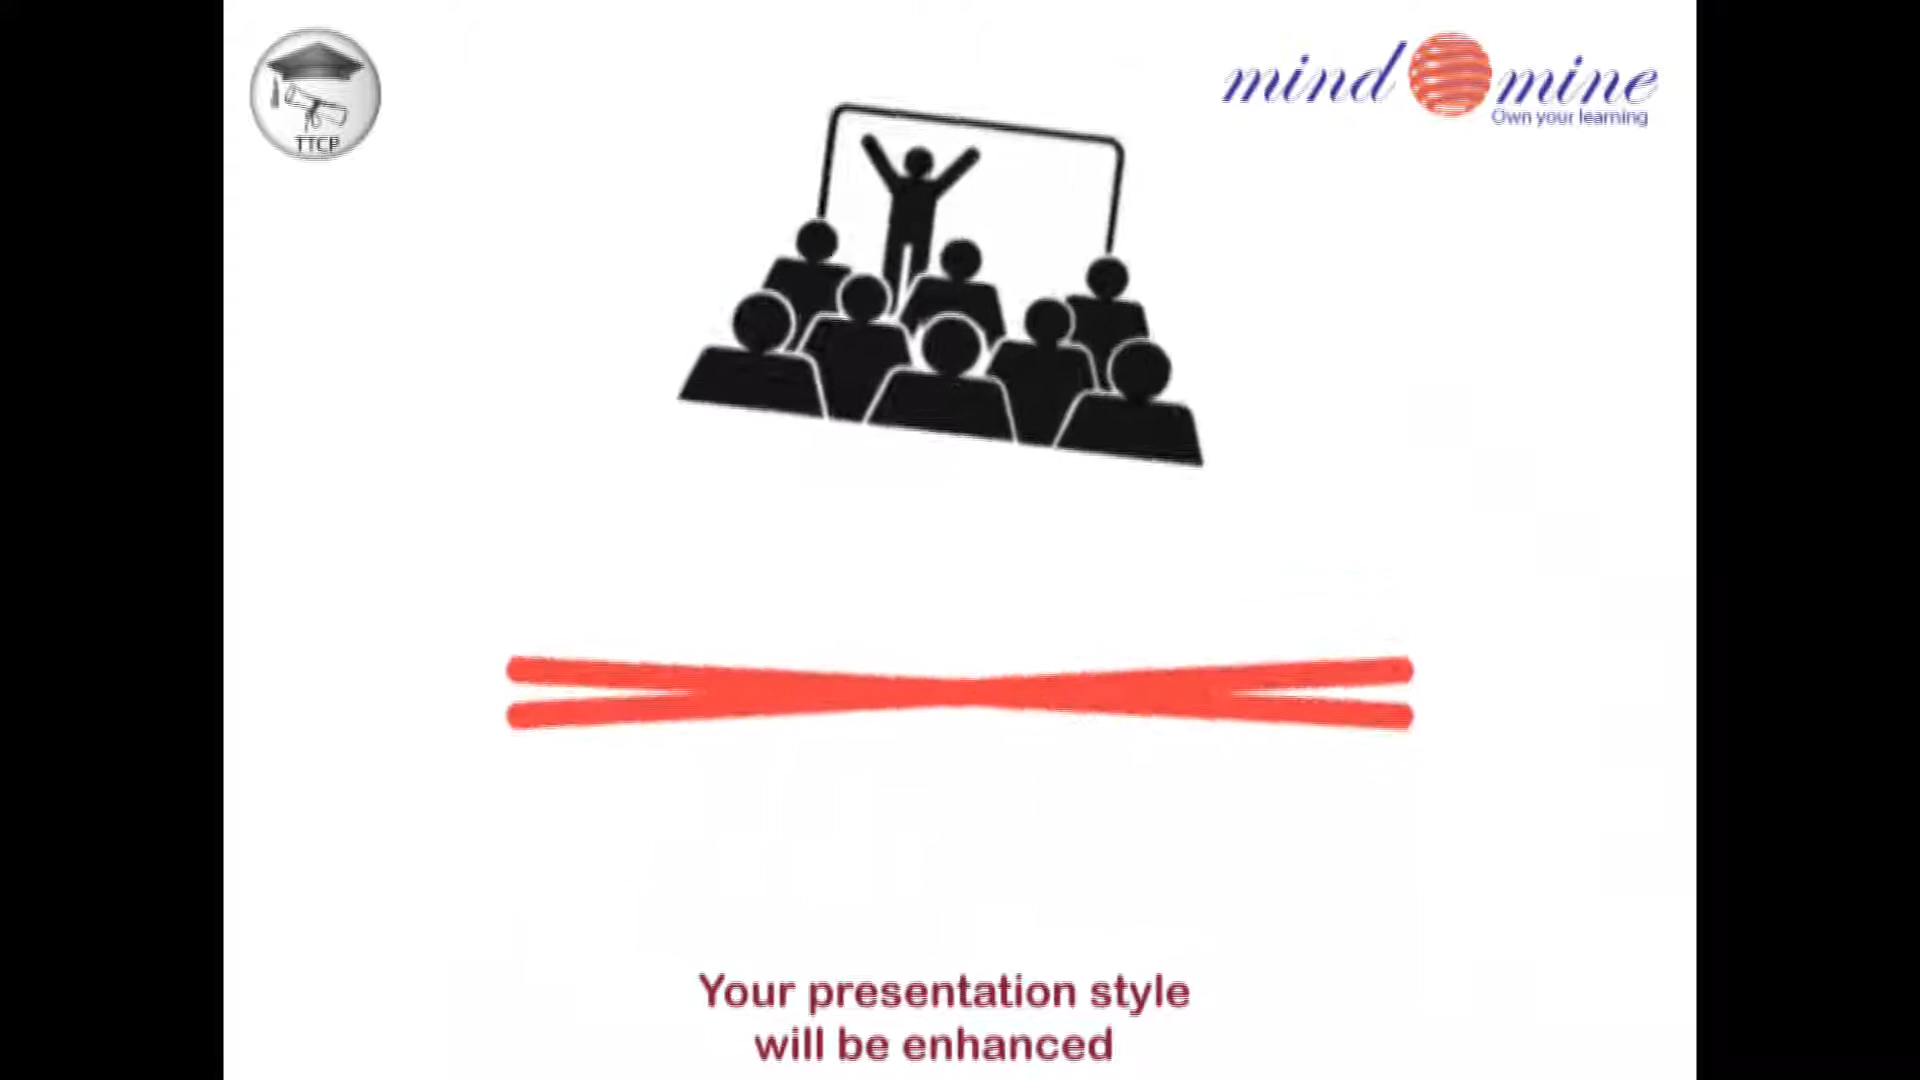 TTCP
mind mine
Own your learning
Your presentation style
will be enhanced